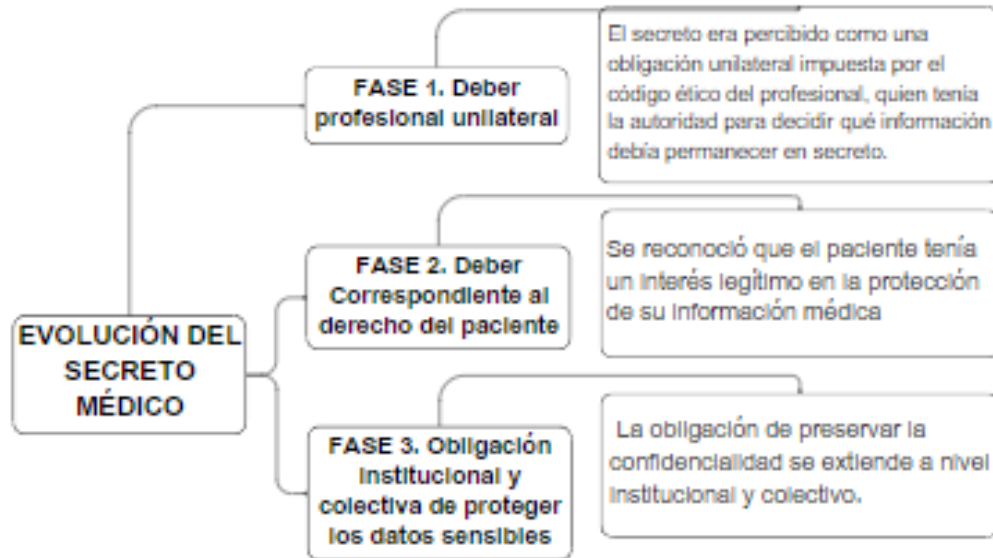 EVOLUCIÓN DEL
SECRETO
MÉDICO
FASE 1. Deber
profesional unilateral
El secreto era percibido como una
obligación unilateral impuesta por el
código ético del profesional, quien tenía
la autoridad para decidir qué información
debía permanecer en secreto.
FASE 2. Deber
Correspondiente al
derecho del paciente
Se reconoció que el paciente tenía
un interés legítimo en la protección
de su información médica
FASE 3. Obligación
institucional y
colectiva de proteger
los datos sensibles
La obligación de preservar la
confidencialidad se extiende a nivel
institucional y colectivo.